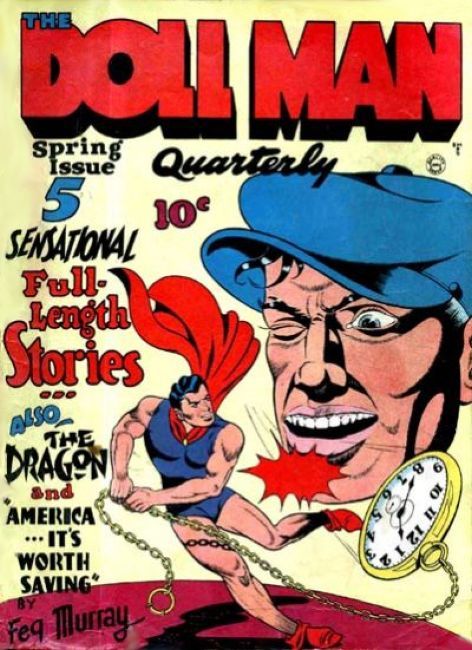 THE
DOLL MAN
Quarterly
Spring
Issue
5
10¢
SENSATIONAL
Full-
Length
Stories
...
ALSO
THE
DRAGON
and
"AMERICA
...IT'S
WORTH
SAVING"
BY
Feg Murray